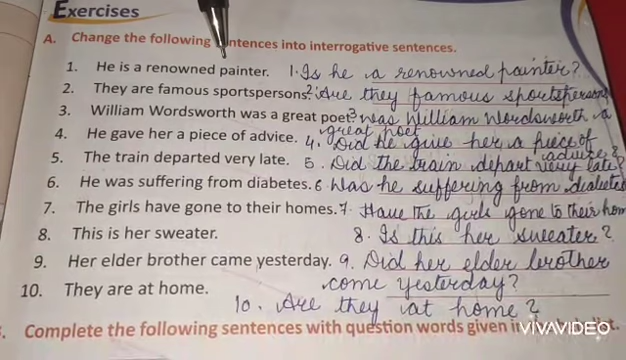 Exercises
A. Change the following sentences into interrogative sentences.
1. He is a renowned painter. 1. Is he a renowned painter?
2. They are famous sportspersons. 2. Are they famous sportspersons
3. William Wordsworth was a great poet. 3. Was William Wordsworth a
great poet
4. He gave her a piece of advice. 4. Did he give her a piece of
advice?
5. The train departed very late. 5. Did the train depart very late?
6. He was suffering from diabetes. 6 Was he suffering from diabetes
7. The girls have gone to their homes. 7. Have the girls gone to their hom
8. This is her sweater. 8. Is this her sweater?
9. Her elder brother came yesterday. 9. Did her elder brother
come yesterday?
10. They are at home. 10. Are they at home?
Complete the following sentences with question words given in
VIVAVIDEO